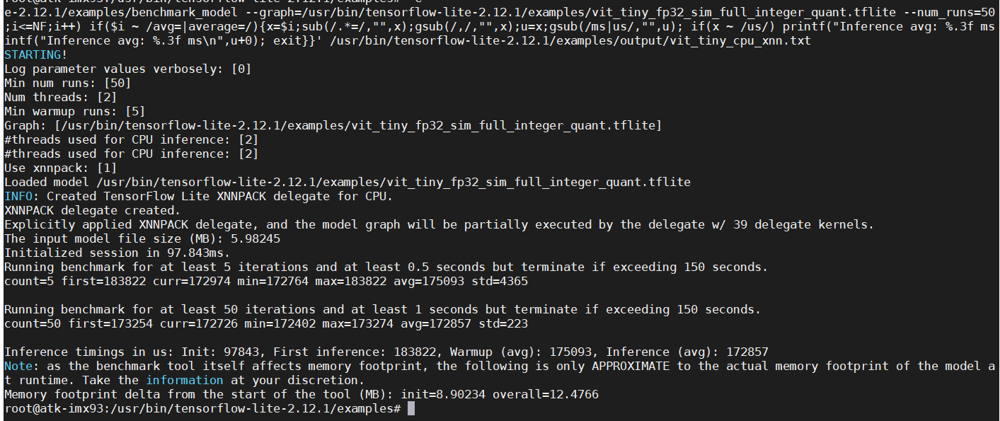 e-2.12.1/examples/benchmark_model --graph=/usr/bin/tensorflow-lite-2.12.1/examples/vit_tiny_fp32_sim_full_integer_quant.tflite --num_runs=50
;i<=NF;i++) if($i ~ /avg=|average=/){x=$i;sub(/.*=/,"",x);gsub(/,/,"",x);u=x;gsub(/ms|us/,"",u); if(x ~ /us/) printf("Inference avg: %.3f ms
intf("Inference avg: %.3f ms\n",u+0); exit}}' /usr/bin/tensorflow-lite-2.12.1/examples/output/vit_tiny_cpu_xnn.txt
STARTING!
Log parameter values verbosely: [0]
Min num runs: [50]
Num threads: [2]
Min warmup runs: [5]
Graph: [/usr/bin/tensorflow-lite-2.12.1/examples/vit_tiny_fp32_sim_full_integer_quant.tflite]
#threads used for CPU inference: [2]
#threads used for CPU inference: [2]
Use xnnpack: [1]
Loaded model /usr/bin/tensorflow-lite-2.12.1/examples/vit_tiny_fp32_sim_full_integer_quant.tflite
INFO: Created TensorFlow Lite XNNPACK delegate for CPU.
XNNPACK delegate created.
Explicitly applied XNNPACK delegate, and the model graph will be partially executed by the delegate w/ 39 delegate kernels.
The input model file size (MB): 5.98245
Initialized session in 97.843ms.
Running benchmark for at least 5 iterations and at least 0.5 seconds but terminate if exceeding 150 seconds.
count=5 first=183822 curr=172974 min=172764 max=183822 avg=175093 std=4365
Running benchmark for at least 50 iterations and at least 1 seconds but terminate if exceeding 150 seconds.
count=50 first=173254 curr=172726 min=172402 max=173274 avg=172857 std=223
Inference timings in us: Init: 97843, First inference: 183822, Warmup (avg): 175093, Inference (avg): 172857
Note: as the benchmark tool itself affects memory footprint, the following is only APPROXIMATE to the actual memory footprint of the model a
t runtime. Take the information at your discretion.
Memory footprint delta from the start of the tool (MB): init=8.90234 overall=12.4766
root@atk-imx93:/usr/bin/tensorflow-lite-2.12.1/examples#